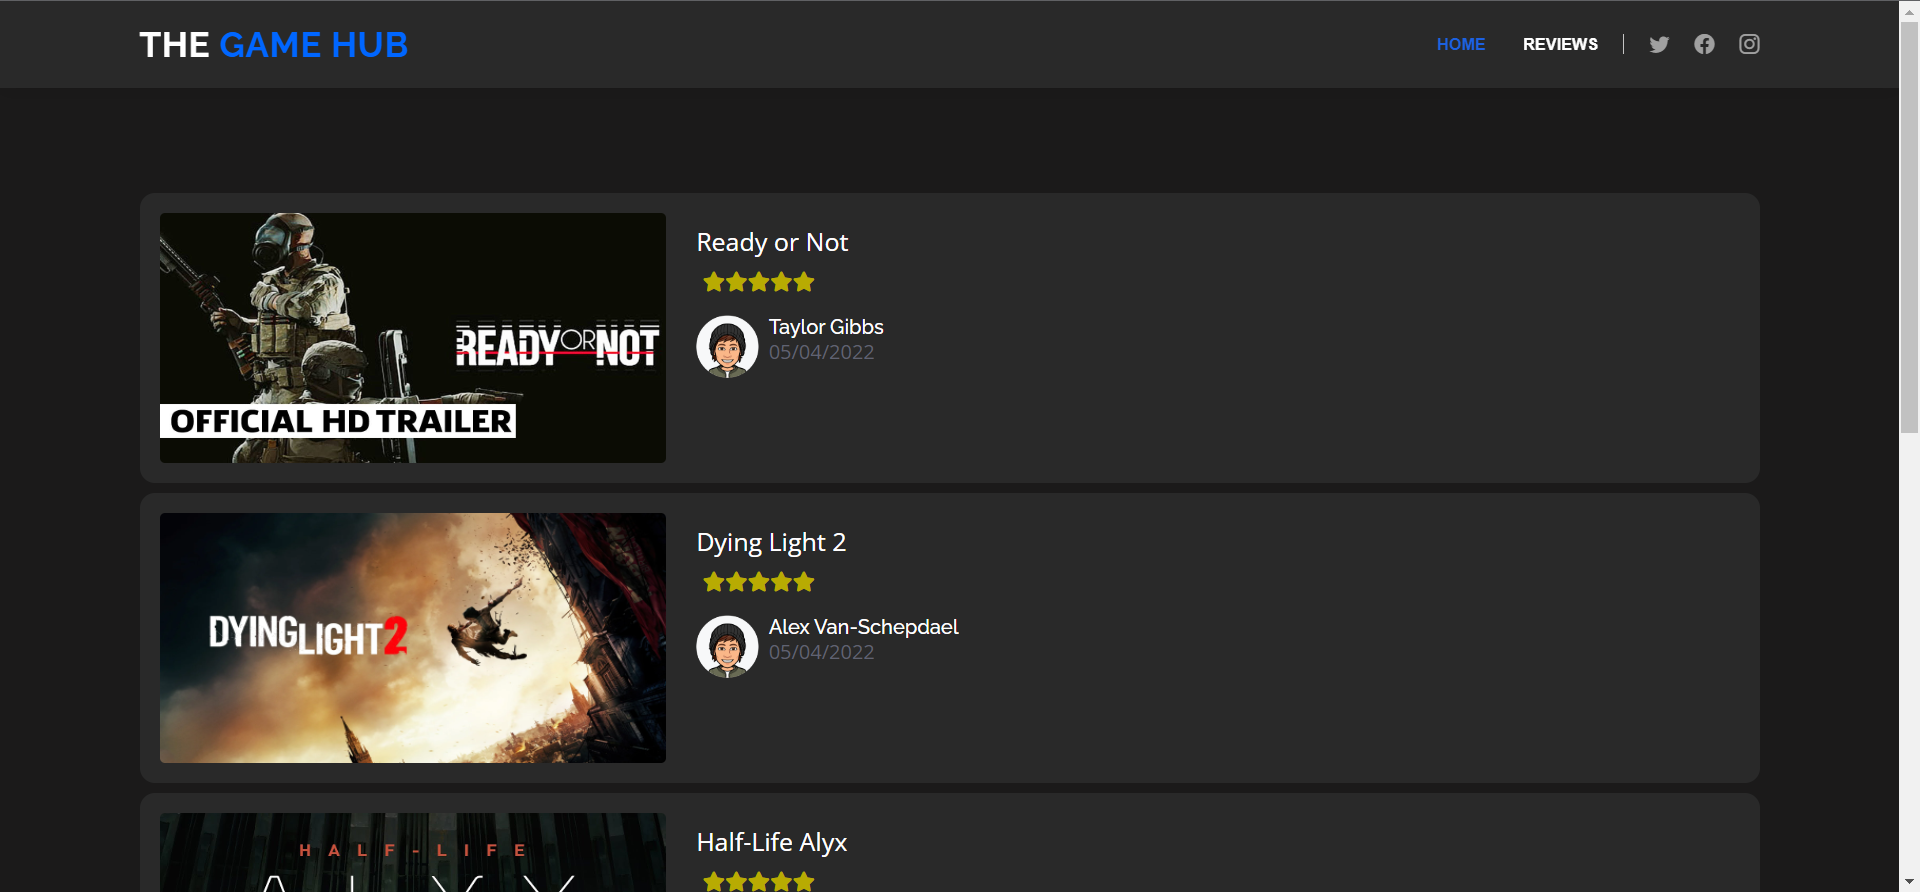 THE GAME HUB
HOME REVIEWS
READY OR NOT
OFFICIAL HD TRAILER
Ready or Not
Taylor Gibbs
05/04/2022
DYING LIGHT 2
Dying Light 2
Alex Van-Schepdael
05/04/2022
HALF-LIFE
ALYX
Half-Life Alyx